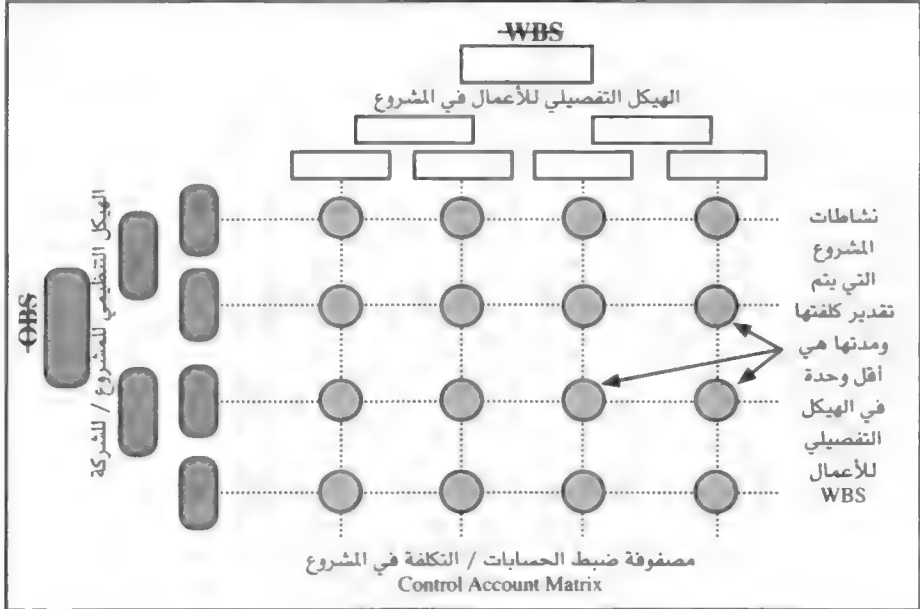 WBS
الهيكل التفصيلي للأعمال في المشروع
OBS
الهيكل التنظيمي للمشروع / للشركة
نشاطات
المشروع
التي يتم
تقدير كلفتها
ومدتها هي
أقل وحدة
في الهيكل
التفصيلي
للأعمال
WBS
مصفوفة ضبط الحسابات / التكلفة في المشروع
Control Account Matrix